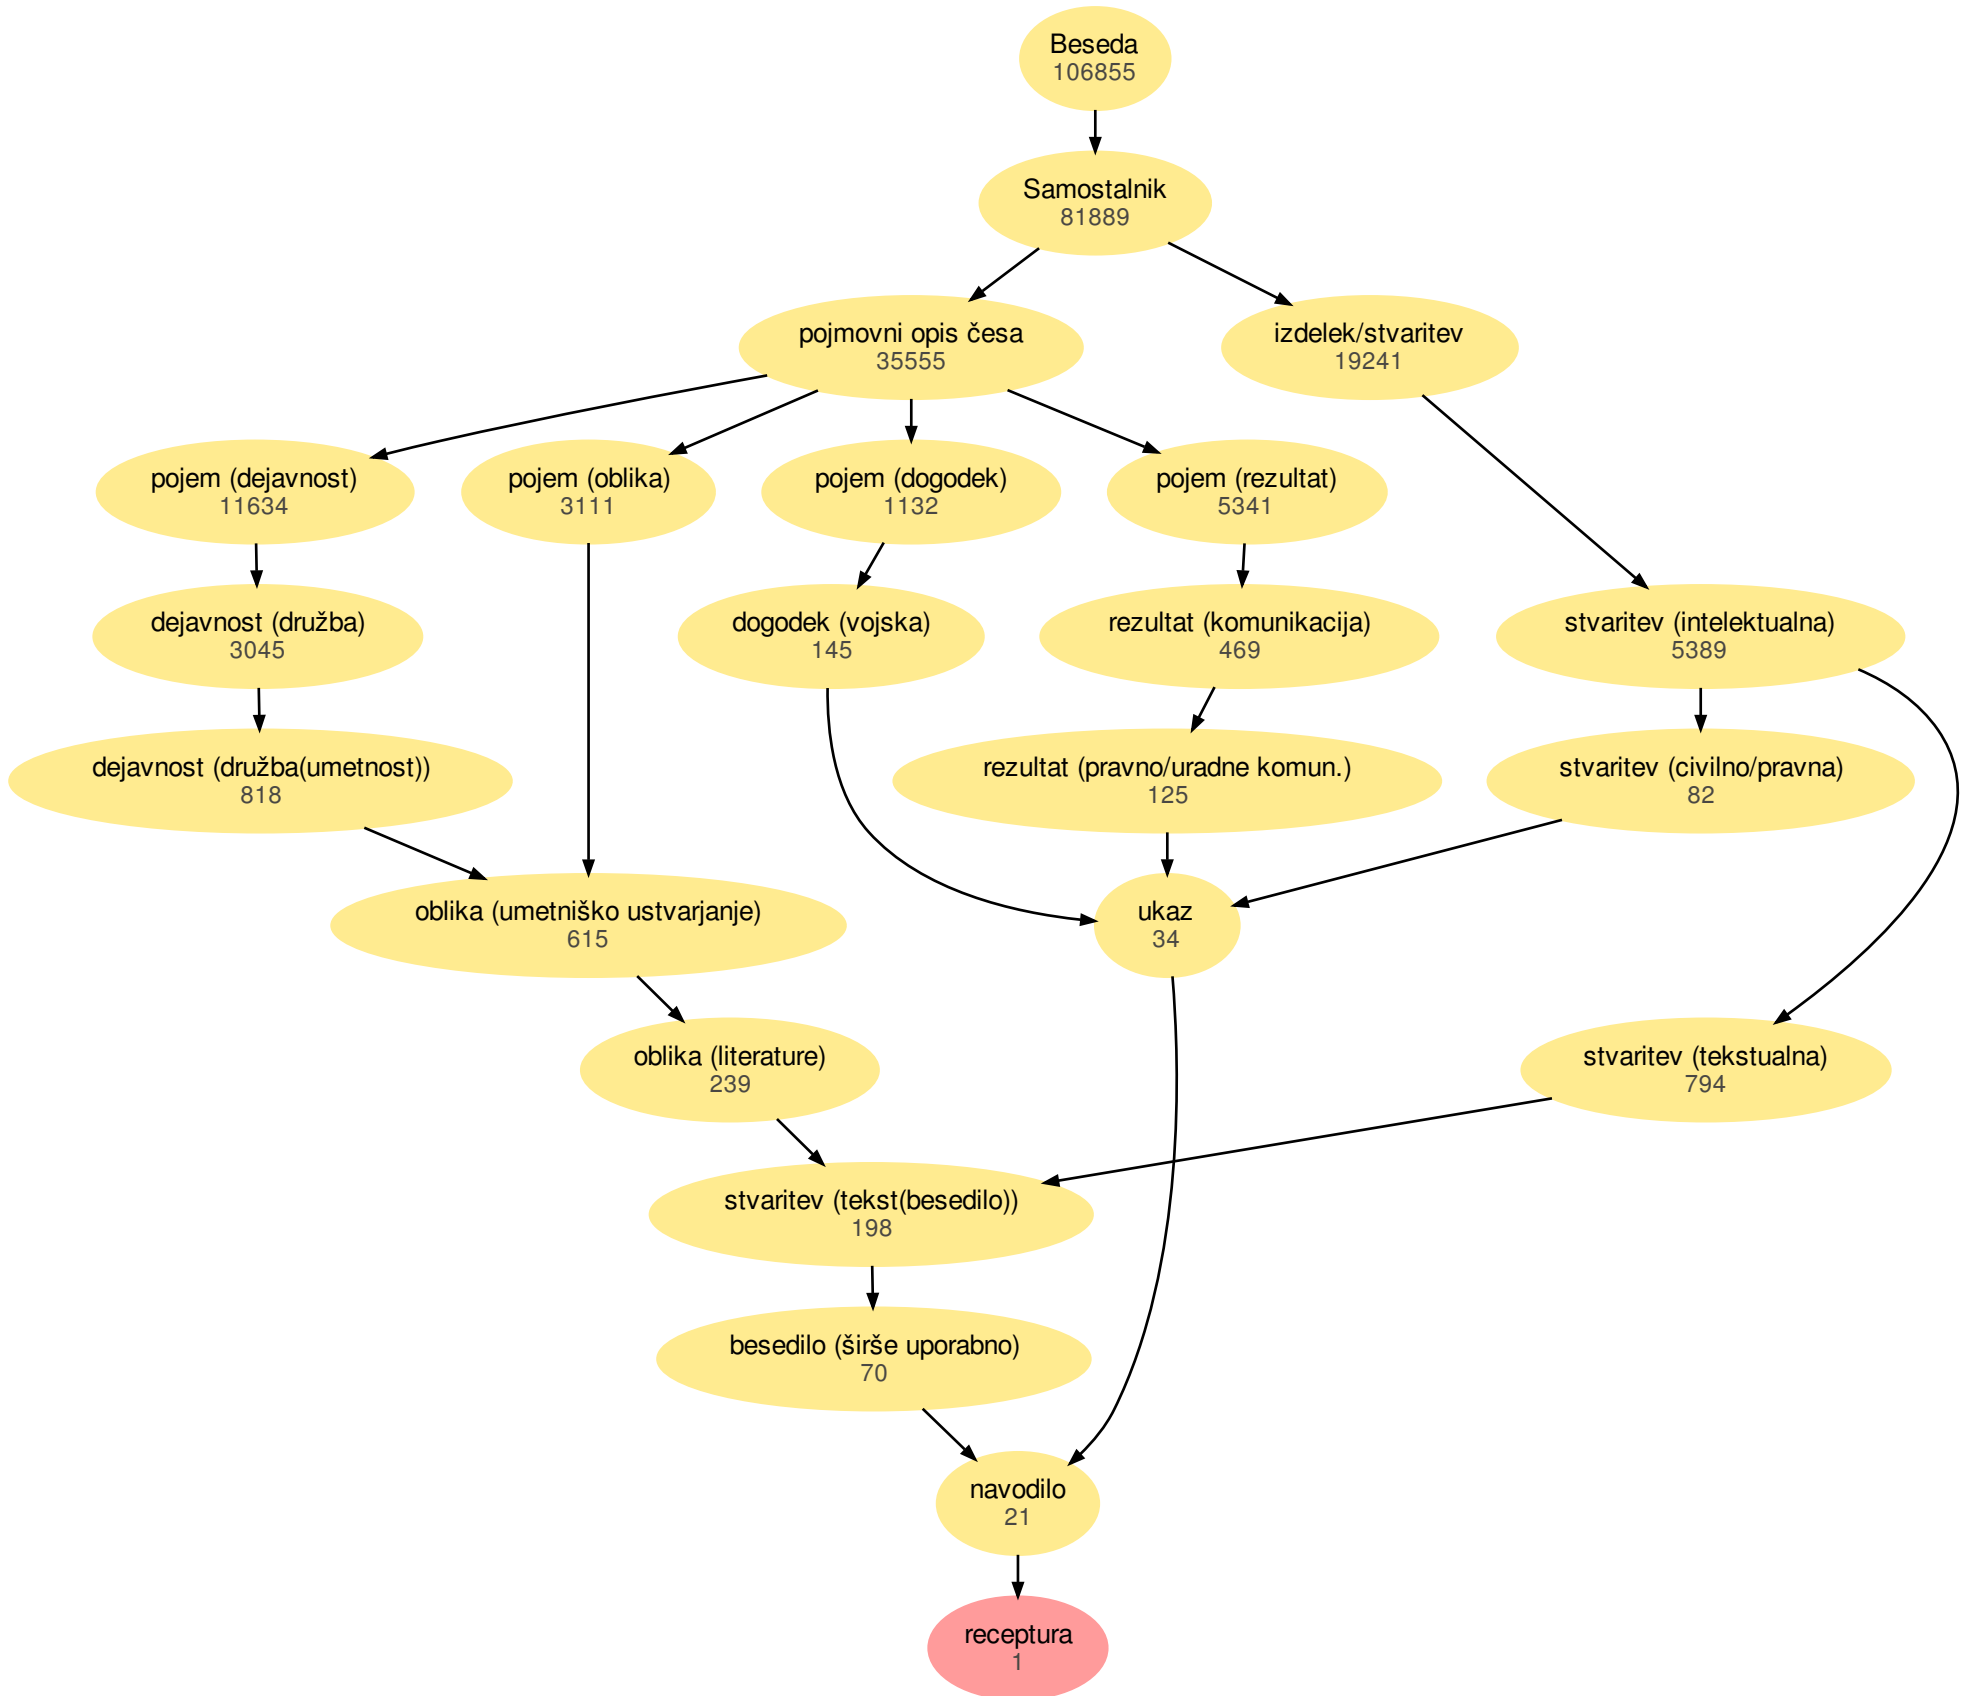 Beseda
106855
Samostalnik
81889
pojmovni opis česa
35555
izdelek/stvaritev
19241
pojem (dejavnost)
11634
pojem (oblika)
3111
pojem (dogodek)
1132
pojem (rezultat)
5341
dejavnost (družba)
3045
dogodek (vojska)
145
rezultat (komunikacija)
469
stvaritev (intelektualna)
5389
dejavnost (družba(umetnost))
818
rezultat (pravno/uradne komun.)
125
stvaritev (civilno/pravna)
82
oblika (umetniško ustvarjanje)
615
ukaz
34
oblika (literature)
239
stvaritev (tekstualna)
794
stvaritev (tekst(besedilo))
198
besedilo (širše uporabno)
70
navodilo
21
receptura
1